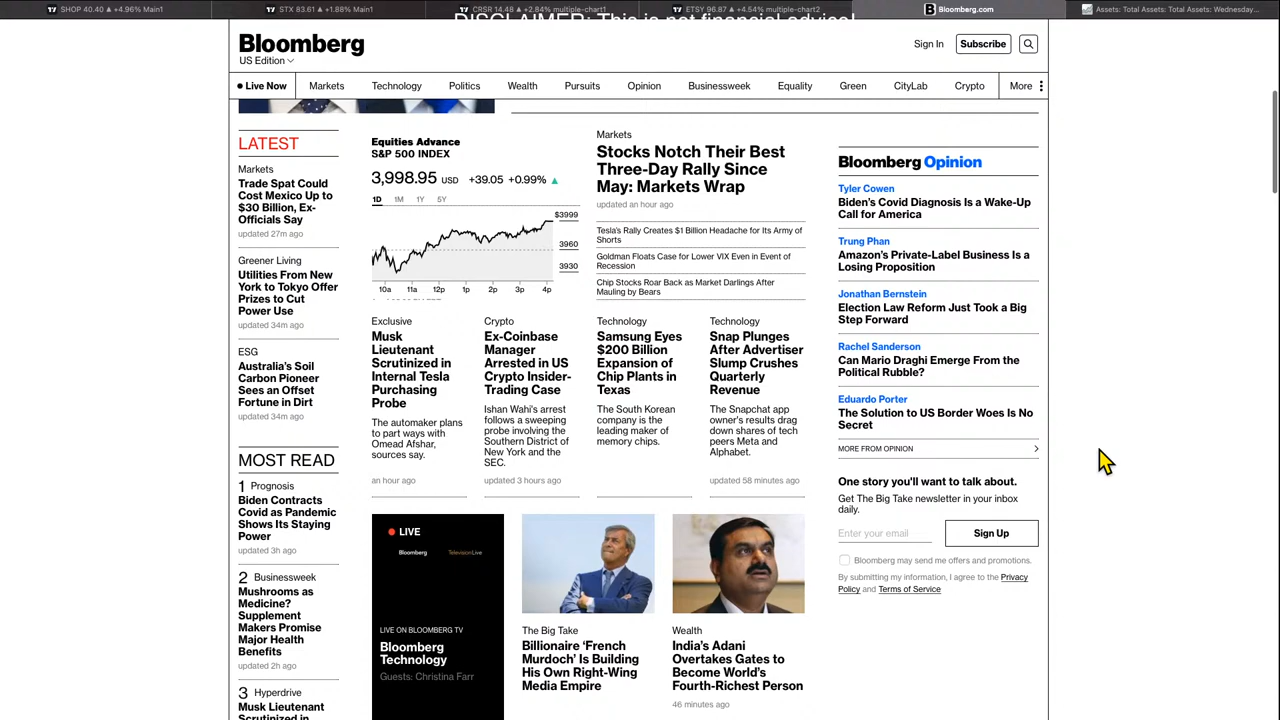 SHOP 40.40 ▲ +4.96% Main1
STX 83.61 ▲ +1.88% Main1
CRSR 14.48 ▲ +2.84% multiple-chart1
ETSY 96.87 ▲ +4.54% multiple-chart2
Bloomberg.com
Assets: Total Assets: Total Assets: Wednesday...
DISCLAIMER: This is not financial advice!
Bloomberg
US Edition
Sign In
Subscribe
Live Now
Markets
Technology
Politics
Wealth
Pursuits
Opinion
Businessweek
Equality
Green
CityLab
Crypto
More
LATEST
Markets
Trade Spat Could
Cost Mexico Up to
$30 Billion, Ex-
Officials Say
updated 27m ago
Greener Living
Utilities From New
York to Tokyo Offer
Prizes to Cut
Power Use
updated 34m ago
ESG
Australia's Soil
Carbon Pioneer
Sees an Offset
Fortune in Dirt
updated 34m ago
MOST READ
1 Prognosis
Biden Contracts
Covid as Pandemic
Shows Its Staying
Power
updated 3h ago
2 Businessweek
Mushrooms as
Medicine?
Supplement
Makers Promise
Major Health
Benefits
updated 2h ago
3 Hyperdrive
Musk Lieutenant
Scrutinized in
Equities Advance
S&P 500 INDEX
3,998.95 USD +39.05 +0.99% ▲
1D 1M 1Y 5Y
$3999
3960
3930
10a 11a 12p 1p 2p 3p 4p
Markets
Stocks Notch Their Best
Three-Day Rally Since
May: Markets Wrap
updated an hour ago
Tesla's Rally Creates $1 Billion Headache for Its Army of
Shorts
Goldman Floats Case for Lower VIX Even in Event of
Recession
Chip Stocks Roar Back as Market Darlings After
Mauling by Bears
Exclusive
Musk
Lieutenant
Scrutinized in
Internal Tesla
Purchasing
Probe
The automaker plans
to part ways with
Omead Afshar,
sources say.
an hour ago
Crypto
Ex-Coinbase
Manager
Arrested in US
Crypto Insider-
Trading Case
Ishan Wahi's arrest
follows a sweeping
probe involving the
Southern District of
New York and the
SEC.
updated 3 hours ago
Technology
Samsung Eyes
$200 Billion
Expansion of
Chip Plants in
Texas
The South Korean
company is the
leading maker of
memory chips.
Technology
Snap Plunges
After Advertiser
Slump Crushes
Quarterly
Revenue
The Snapchat app
owner's results drag
down shares of tech
peers Meta and
Alphabet.
updated 58 minutes ago
LIVE
Bloomberg Television Live
LIVE ON BLOOMBERG TV
Bloomberg
Technology
Guests: Christina Farr
The Big Take
Billionaire ‘French
Murdoch’ Is Building
His Own Right-Wing
Media Empire
Wealth
India's Adani
Overtakes Gates to
Become World's
Fourth-Richest Person
46 minutes ago
Bloomberg Opinion
Tyler Cowen
Biden's Covid Diagnosis Is a Wake-Up
Call for America
Trung Phan
Amazon's Private-Label Business Is a
Losing Proposition
Jonathan Bernstein
Election Law Reform Just Took a Big
Step Forward
Rachel Sanderson
Can Mario Draghi Emerge From the
Political Rubble?
Eduardo Porter
The Solution to US Border Woes Is No
Secret
MORE FROM OPINION
One story you'll want to talk about.
Get The Big Take newsletter in your inbox
daily.
Enter your email
Sign Up
Bloomberg may send me offers and promotions.
By submitting my information, I agree to the Privacy
Policy and Terms of Service